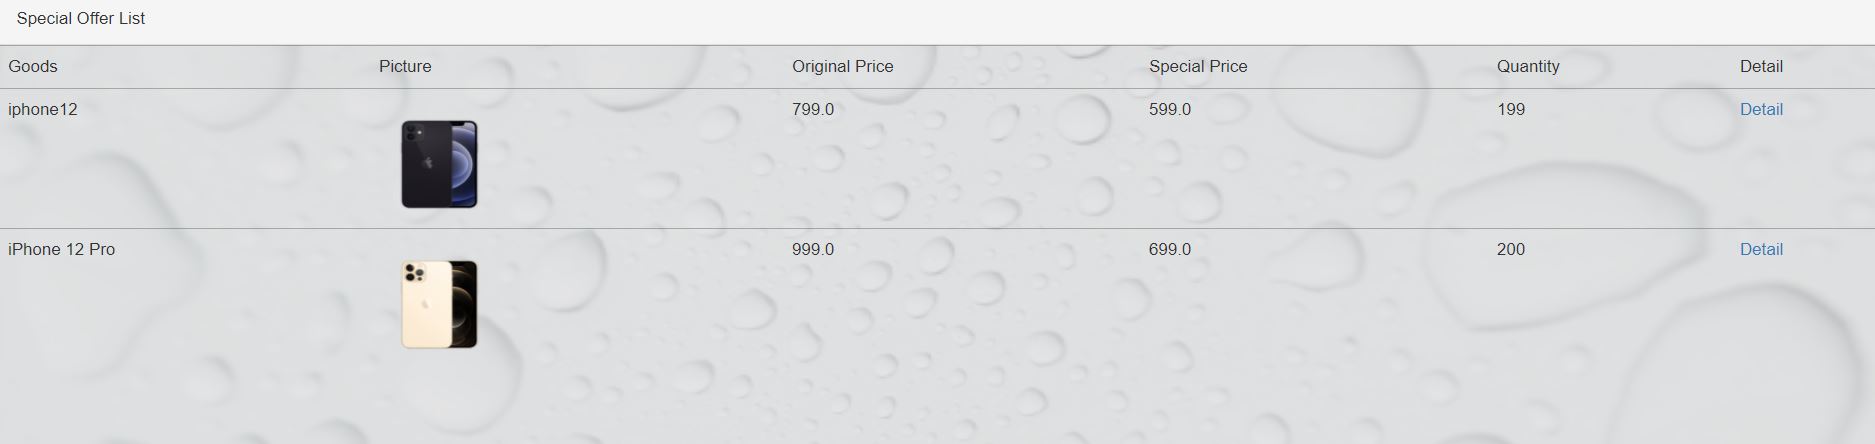 Special Offer List
Goods Picture Original Price Special Price Quantity Detail
iphone12 799.0 599.0 199 Detail
iPhone 12 Pro 999.0 699.0 200 Detail